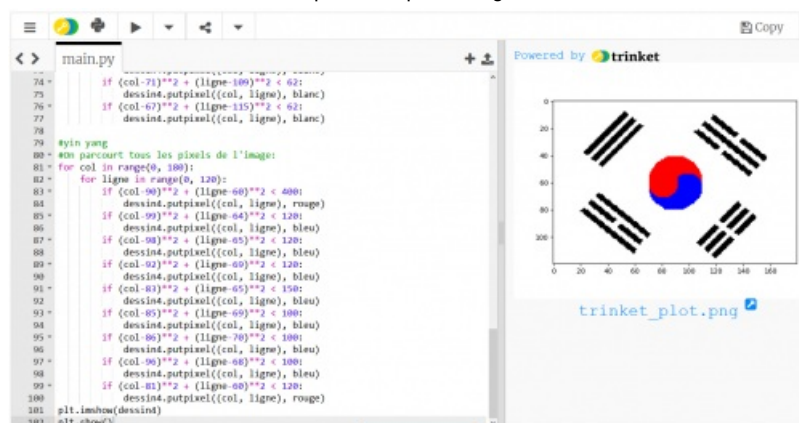 Copy
main.py
Powered by trinket
74 if (col-71)**2 + (ligne-109)**2 < 62:
75 dessin4.putpixel((col, ligne), blanc)
76 if (col-67)**2 + (ligne-115)**2 < 62:
77 dessin4.putpixel((col, ligne), blanc)
78
79 #yin yang
80 #On parcourt tous les pixels de l'image:
81 for col in range(0, 180):
82 for ligne in range(0, 120):
83 if (col-90)**2 + (ligne-60)**2 < 400:
84 dessin4.putpixel((col, ligne), rouge)
85 if (col-99)**2 + (ligne-64)**2 < 120:
86 dessin4.putpixel((col, ligne), bleu)
87 if (col-98)**2 + (ligne-65)**2 < 120:
88 dessin4.putpixel((col, ligne), bleu)
89 if (col-92)**2 + (ligne-69)**2 < 120:
90 dessin4.putpixel((col, ligne), bleu)
91 if (col-83)**2 + (ligne-65)**2 < 150:
92 dessin4.putpixel((col, ligne), bleu)
93 if (col-85)**2 + (ligne-69)**2 < 100:
94 dessin4.putpixel((col, ligne), bleu)
95 if (col-86)**2 + (ligne-70)**2 < 100:
96 dessin4.putpixel((col, ligne), bleu)
97 if (col-96)**2 + (ligne-68)**2 < 100:
98 dessin4.putpixel((col, ligne), bleu)
99 if (col-81)**2 + (ligne-60)**2 < 120:
100 dessin4.putpixel((col, ligne), rouge)
101 plt.imshow(dessin4)
102 plt.show()
0
20
40
60
80
100
0 20 40 60 80 100 120 140 160
trinket_plot.png